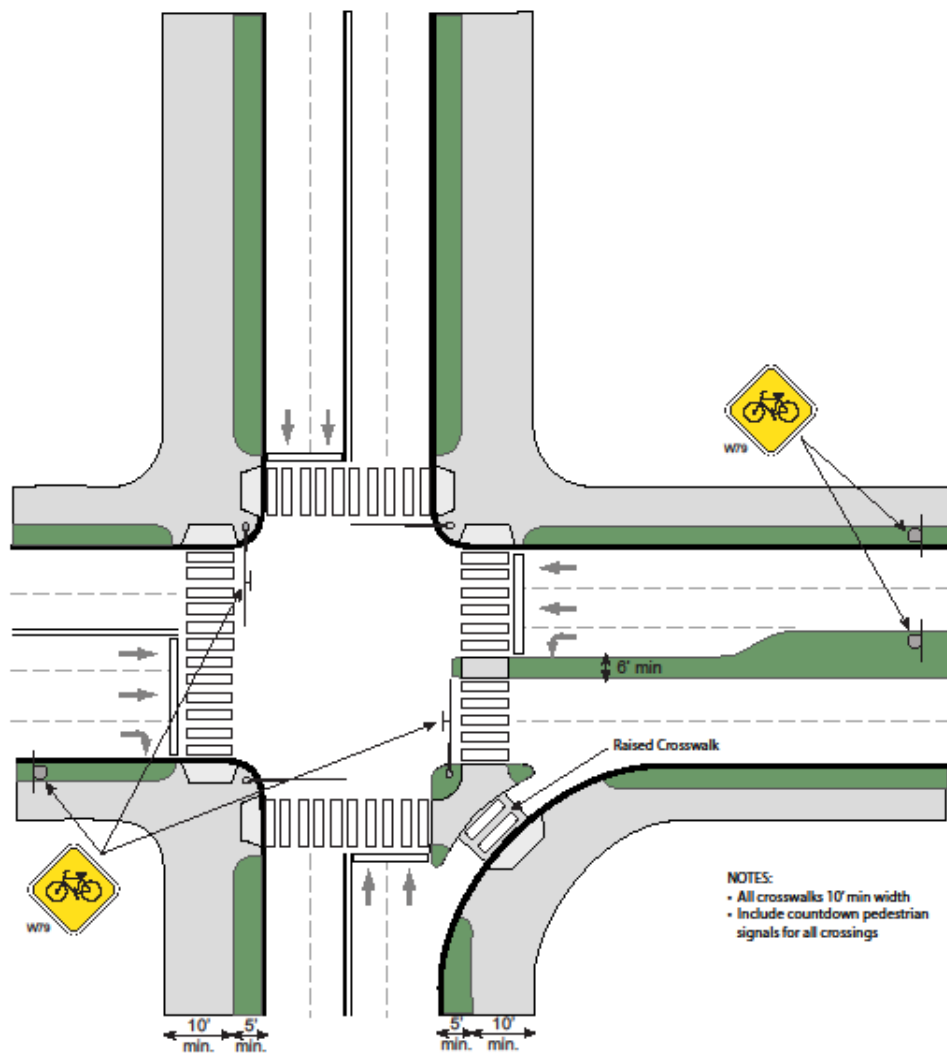 W79
6' min
Raised Crosswalk
W79
NOTES:
• All crosswalks 10' min width
• Include countdown pedestrian
signals for all crossings
10' 5'
min. min.
5' 10'
min. min.